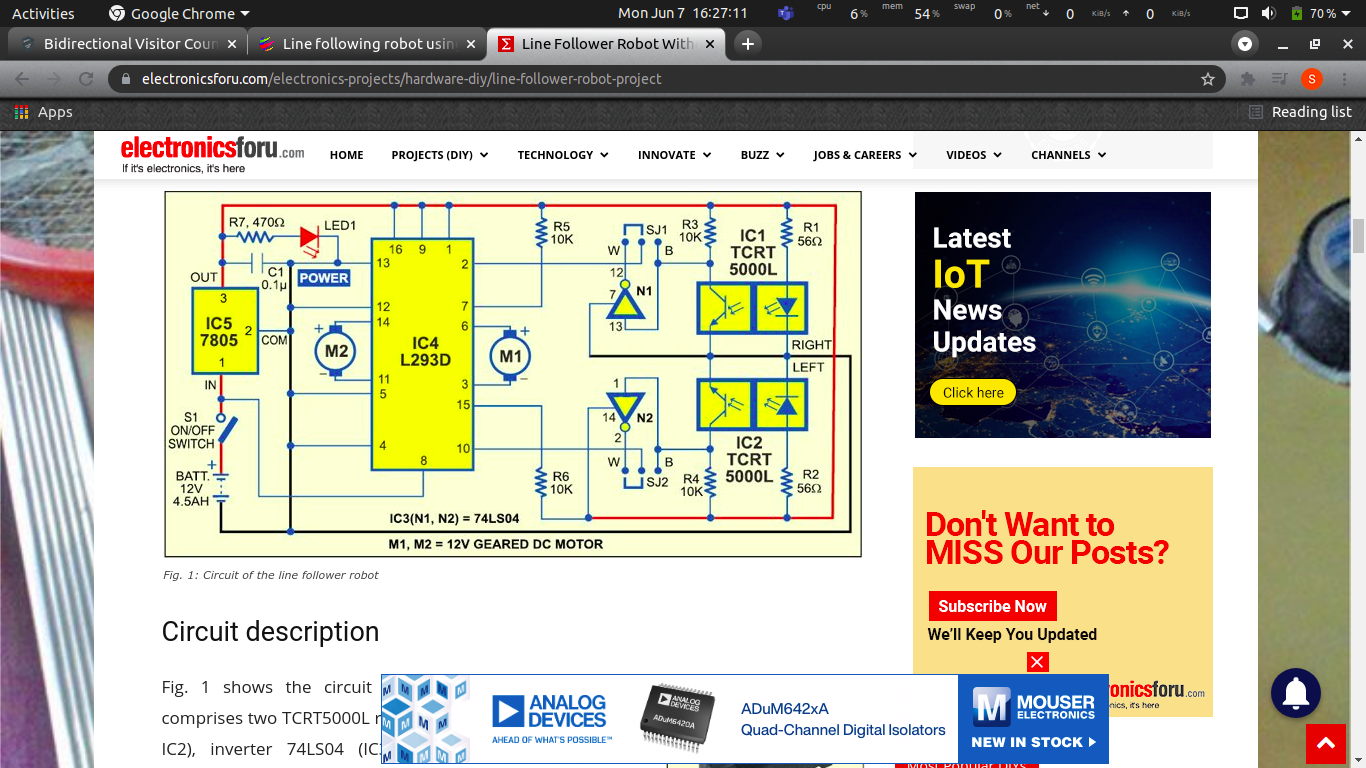 Activities
Google Chrome
Mon Jun 7 16:27:11
cpu 6 %
mem 54 %
swap 0 %
net 0 KiB/s 0 KiB/s
70 %
Bidirectional Visitor Coun
Line following robot usin
Line Follower Robot With
electronicsforu.com/electronics-projects/hardware-diy/line-follower-robot-project
S
Apps
Reading list
electronicsforu.com
If it's electronics, it's here
HOME
PROJECTS (DIY)
TECHNOLOGY
INNOVATE
BUZZ
JOBS & CAREERS
VIDEOS
CHANNELS
R7, 470Ω
LED1
C1
0.1µ
POWER
OUT
3
IC5
7805
2
COM
1
IN
S1
ON/OFF
SWITCH
+
BATT.
12V
4.5AH
−
16 9 1
13
12
14
11
5
4
8
2
7
6
3
15
10
IC4
L293D
+
M2
−
+
M1
−
R5
10K
R6
10K
SJ1
W B
12
7
N1
13
1
14
N2
2
W B
SJ2
R3
10K
IC1
TCRT
5000L
R1
56Ω
RIGHT
LEFT
IC2
TCRT
5000L
R4
10K
R2
56Ω
IC3(N1, N2) = 74LS04
M1, M2 = 12V GEARED DC MOTOR
Fig. 1: Circuit of the line follower robot
Circuit description
Fig. 1 shows the circuit
comprises two TCRT5000L
IC2), inverter 74LS04 (IC3
Latest
IoT
News
Updates
Click here
Don't Want to
MISS Our Posts?
Subscribe Now
We'll Keep You Updated
onicsforu.com
nics, it's here
ANALOG
DEVICES
AHEAD OF WHAT'S POSSIBLE™
ANALOG
DEVICES
ADuM6420A
ADuM642xA
Quad-Channel Digital Isolators
M
MOUSER
ELECTRONICS
NEW IN STOCK
Most Popular DIYs